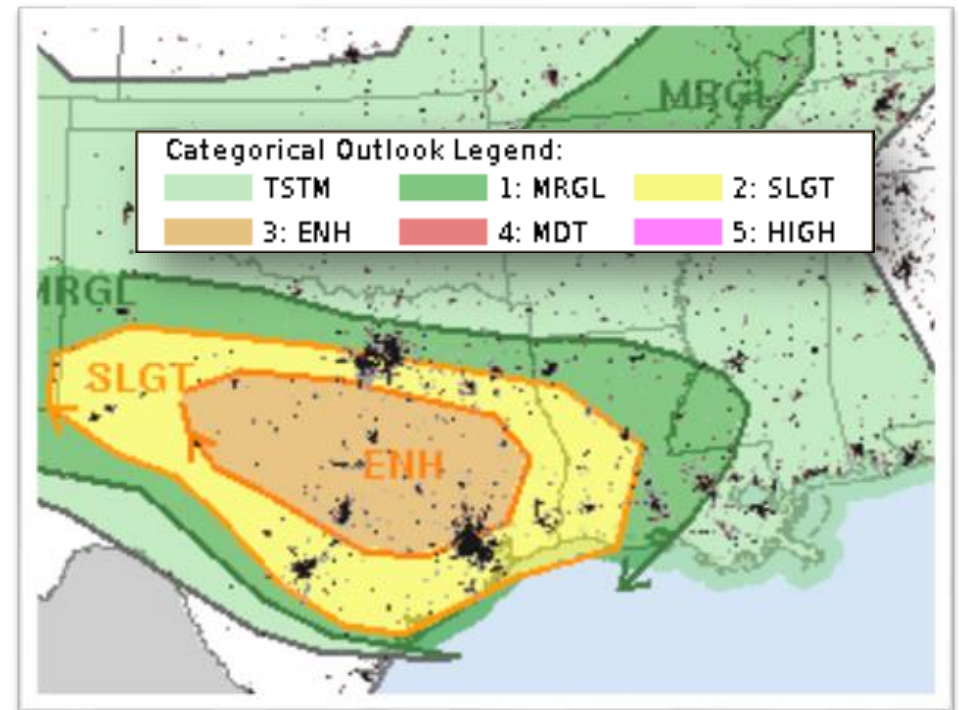 MRGL
Categorical Outlook Legend:
TSTM 1: MRGL 2: SLGT
3: ENH 4: MDT 5: HIGH
MRGL
SLGT
ENH